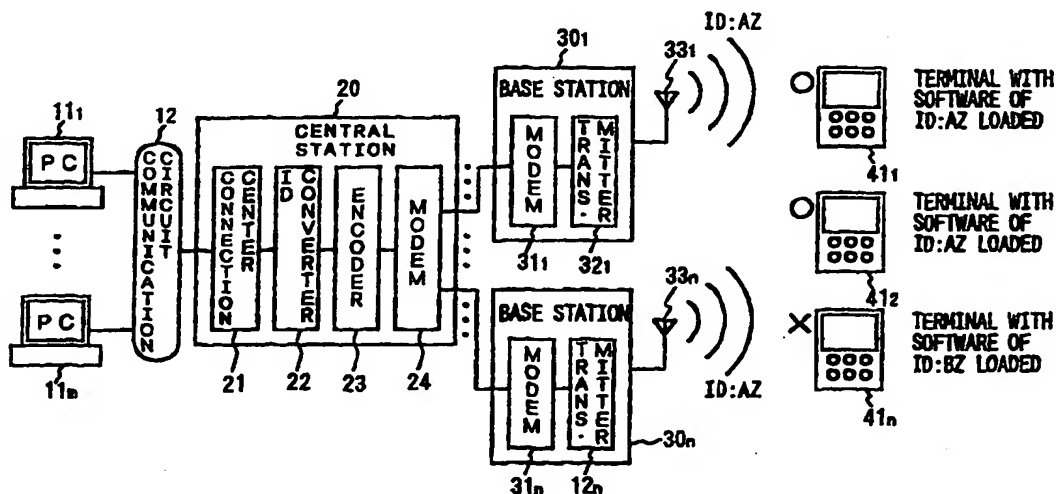 ID:AZ
30₁
33₁
BASE STATION
MODEM
TRANS-
MITTER
31₁
32₁
20
CENTRAL
STATION
11₁
12
PC
COMMUNICATION
CIRCUIT
CONNECTION
CENTER
ID
CONVERTER
ENCODER
MODEM
PC
11ₘ
21
22
23
24
33ₙ
BASE STATION
MODEM
TRANS-
MITTER
ID:AZ
31ₙ
12ₙ
30ₙ
TERMINAL WITH
SOFTWARE OF
ID:AZ LOADED
41₁
TERMINAL WITH
SOFTWARE OF
ID:AZ LOADED
41₂
X
TERMINAL WITH
SOFTWARE OF
ID:BZ LOADED
41ₙ